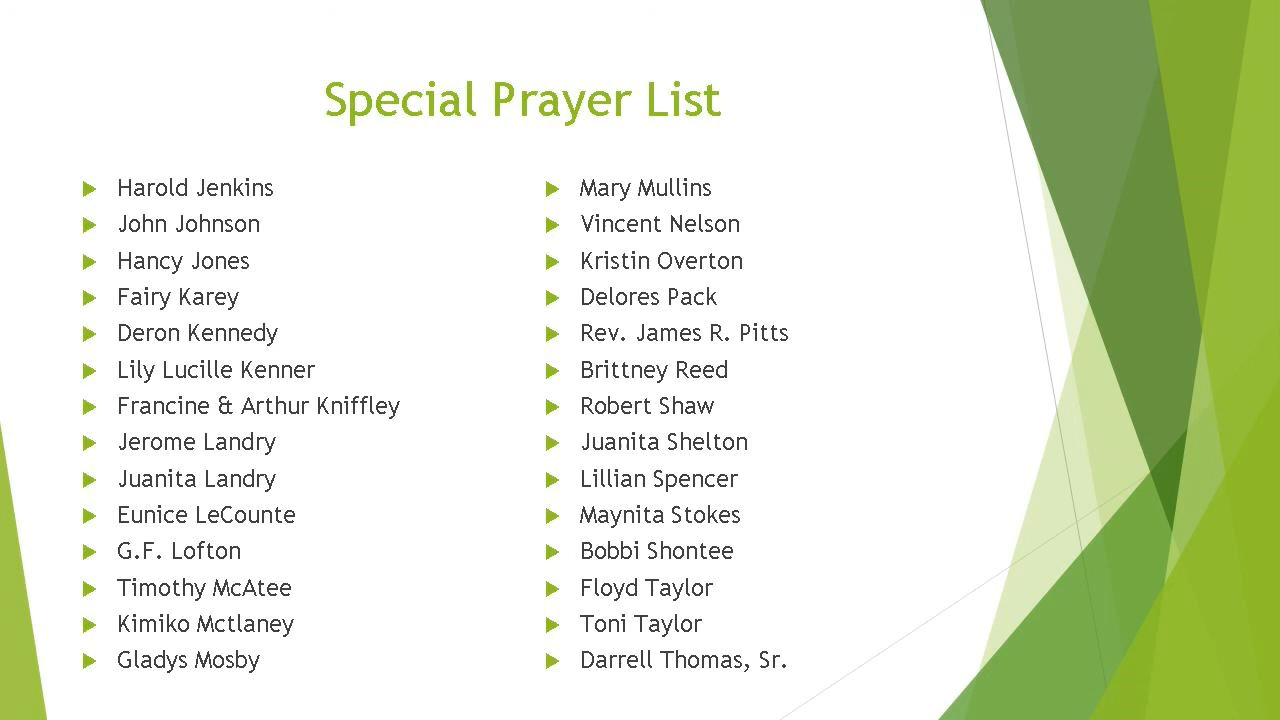 Special Prayer List
Harold Jenkins
John Johnson
Hancy Jones
Fairy Karey
Deron Kennedy
Lily Lucille Kenner
Francine & Arthur Kniffley
Jerome Landry
Juanita Landry
Eunice LeCounte
G.F. Lofton
Timothy McAtee
Kimiko Mctlaney
Gladys Mosby
Mary Mullins
Vincent Nelson
Kristin Overton
Delores Pack
Rev. James R. Pitts
Brittney Reed
Robert Shaw
Juanita Shelton
Lillian Spencer
Maynita Stokes
Bobbi Shontee
Floyd Taylor
Toni Taylor
Darrell Thomas, Sr.